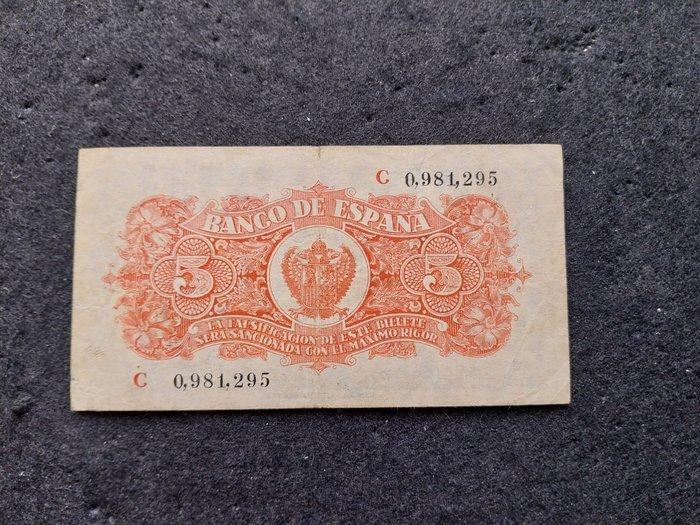 C 0,981,295
BANCO DE ESPAÑA
5 5
LA FALSIFICACION DE ESTE BILLETE
SERA SANCIONADA CON EL MAXIMO RIGOR
C 0,981,295